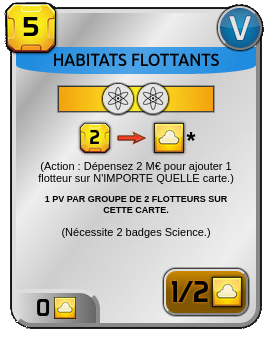 5
V
HABITATS FLOTTANTS
2 *
(Action : Dépensez 2 M€ pour ajouter 1
flotteur sur N'IMPORTE QUELLE carte.)
1 PV PAR GROUPE DE 2 FLOTTEURS SUR
CETTE CARTE.
(Nécessite 2 badges Science.)
1/2
0